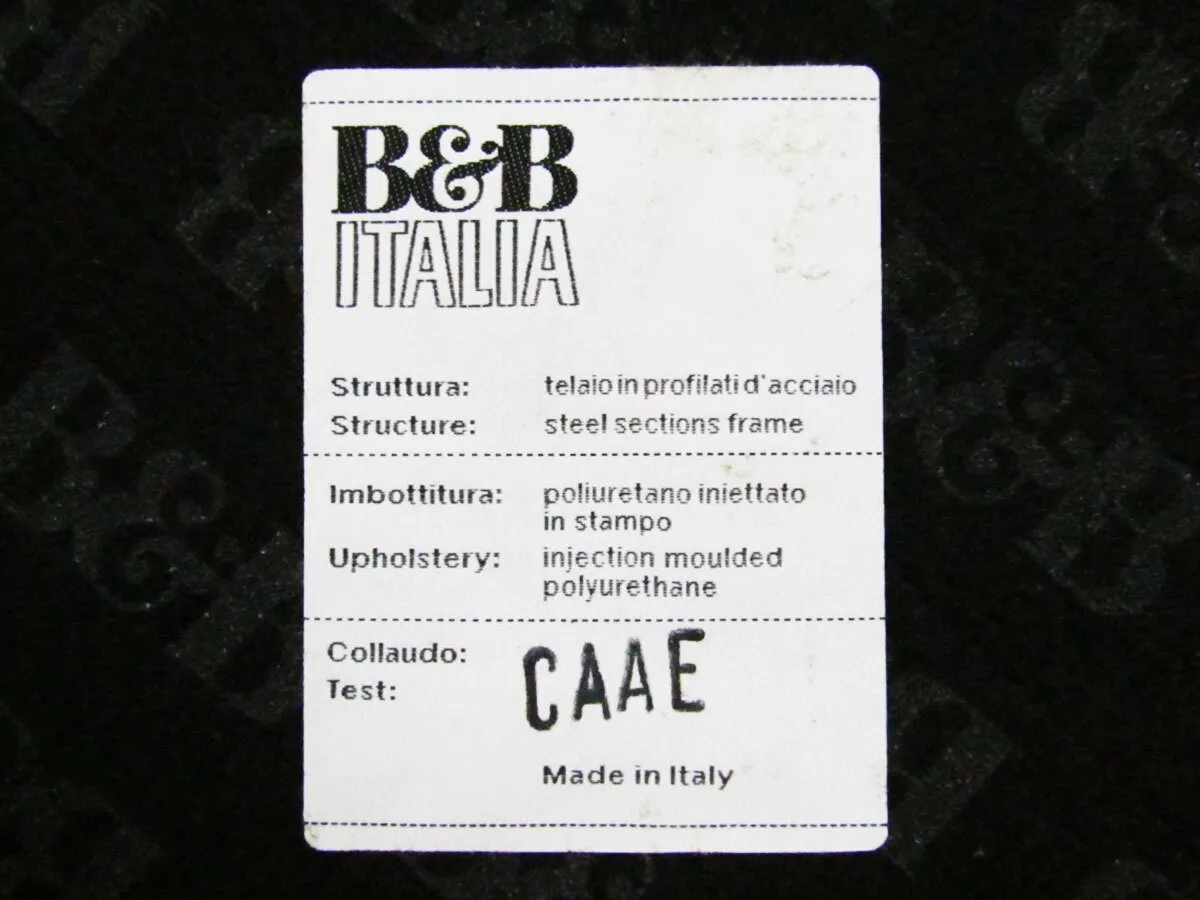 B&B
ITALIA
Struttura: telaio in profilati d'acciaio
Structure: steel sections frame
Imbottitura: poliuretano iniettato
in stampo
Upholstery: injection moulded
polyurethane
Collaudo: CAAE
Test:
Made in Italy